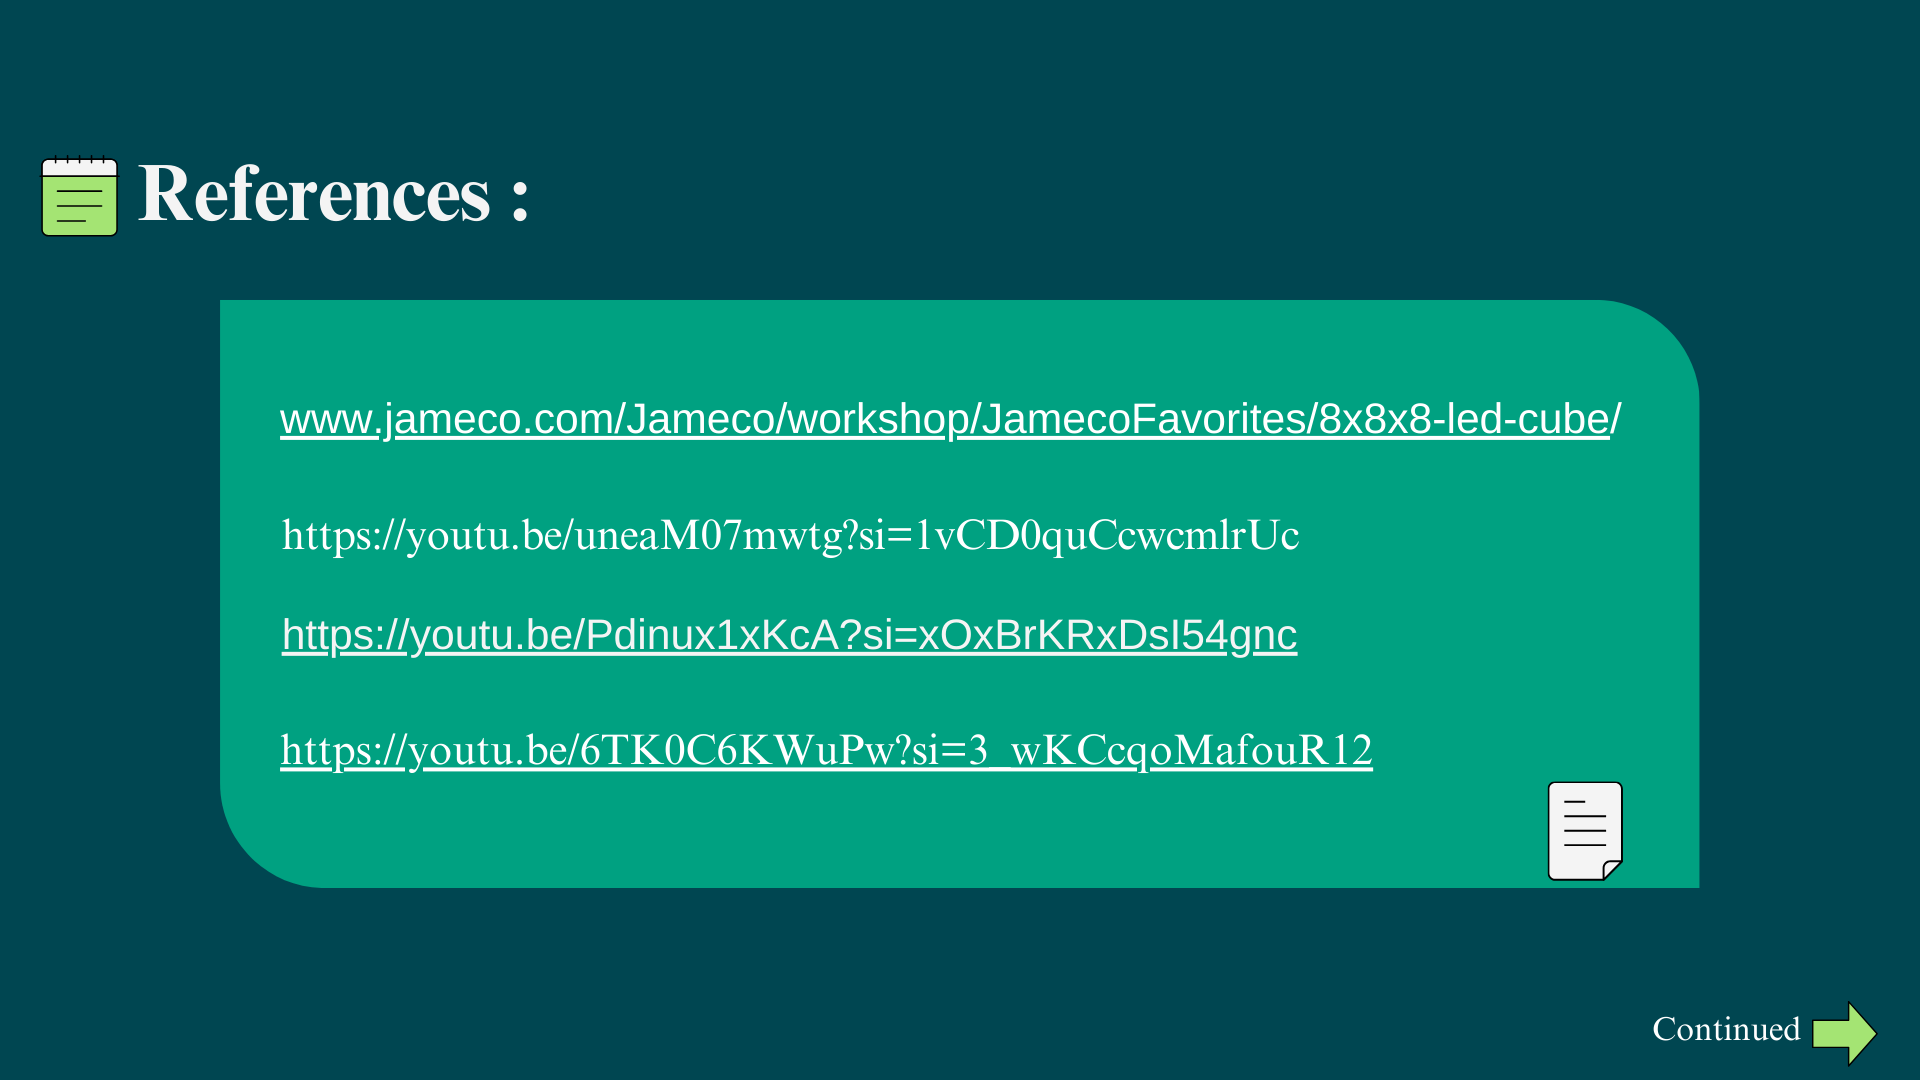 References :
www.jameco.com/Jameco/workshop/JamecoFavorites/8x8x8-led-cube/
https://youtu.be/uneaM07mwtg?si=1vCD0quCcwcmlrUc
https://youtu.be/Pdinux1xKcA?si=xOxBrKRxDsI54gnc
https://youtu.be/6TK0C6KWuPw?si=3_wKCcqoMafouR12
Continued